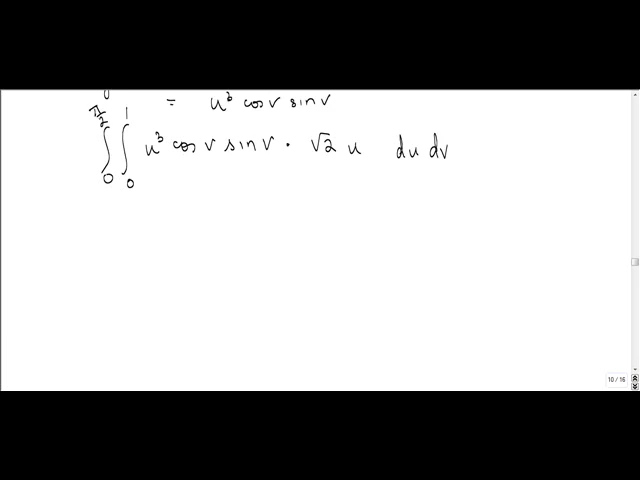 = u³ cos v sin v
∫₀^(π/2) ∫₀^1 u³ cos v sin v · √2 u du dv
10 / 16